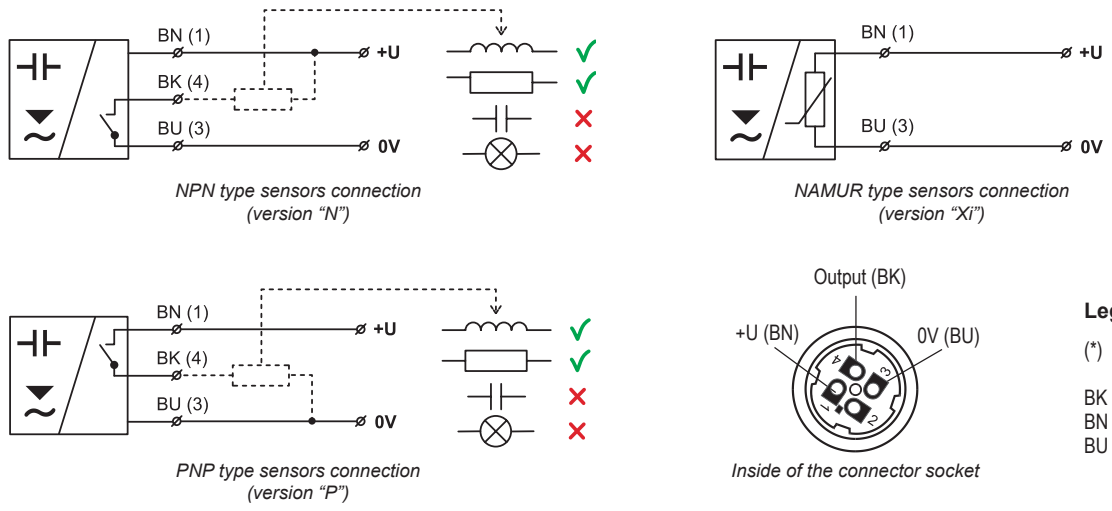 BN (1)
+U
BK (4)
BU (3)
0V
NPN type sensors connection
(version “N”)
BN (1)
+U
BU (3)
0V
NAMUR type sensors connection
(version “Xi”)
BN (1)
+U
BK (4)
BU (3)
0V
PNP type sensors connection
(version “P”)
Output (BK)
+U (BN)
0V (BU)
4
3
1
2
Inside of the connector socket
Leg
(*)
BK
BN
BU